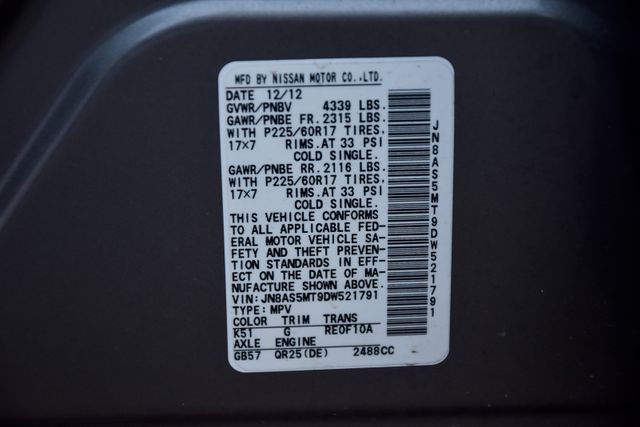 MFD BY NISSAN MOTOR CO.,LTD.
DATE 12/12
GVWR/PNBV 4339 LBS.
GAWR/PNBE FR. 2315 LBS.
WITH P225/60R17 TIRES,
17×7 RIMS.AT 33 PSI
COLD SINGLE.
GAWR/PNBE RR. 2116 LBS.
WITH P225/60R17 TIRES,
17×7 RIMS.AT 33 PSI
COLD SINGLE.
THIS VEHICLE CONFORMS
TO ALL APPLICABLE FED-
ERAL MOTOR VEHICLE SA-
FETY AND THEFT PREVEN-
TION STANDARDS IN EFF-
ECT ON THE DATE OF MA-
NUFACTURE SHOWN ABOVE.
VIN: JN8AS5MT9DW521791
TYPE: MPV
COLOR TRIM TRANS
K51 G RE0F10A
AXLE ENGINE
GB57 QR25(DE) 2488CC
JN8AS5MT9DW521791